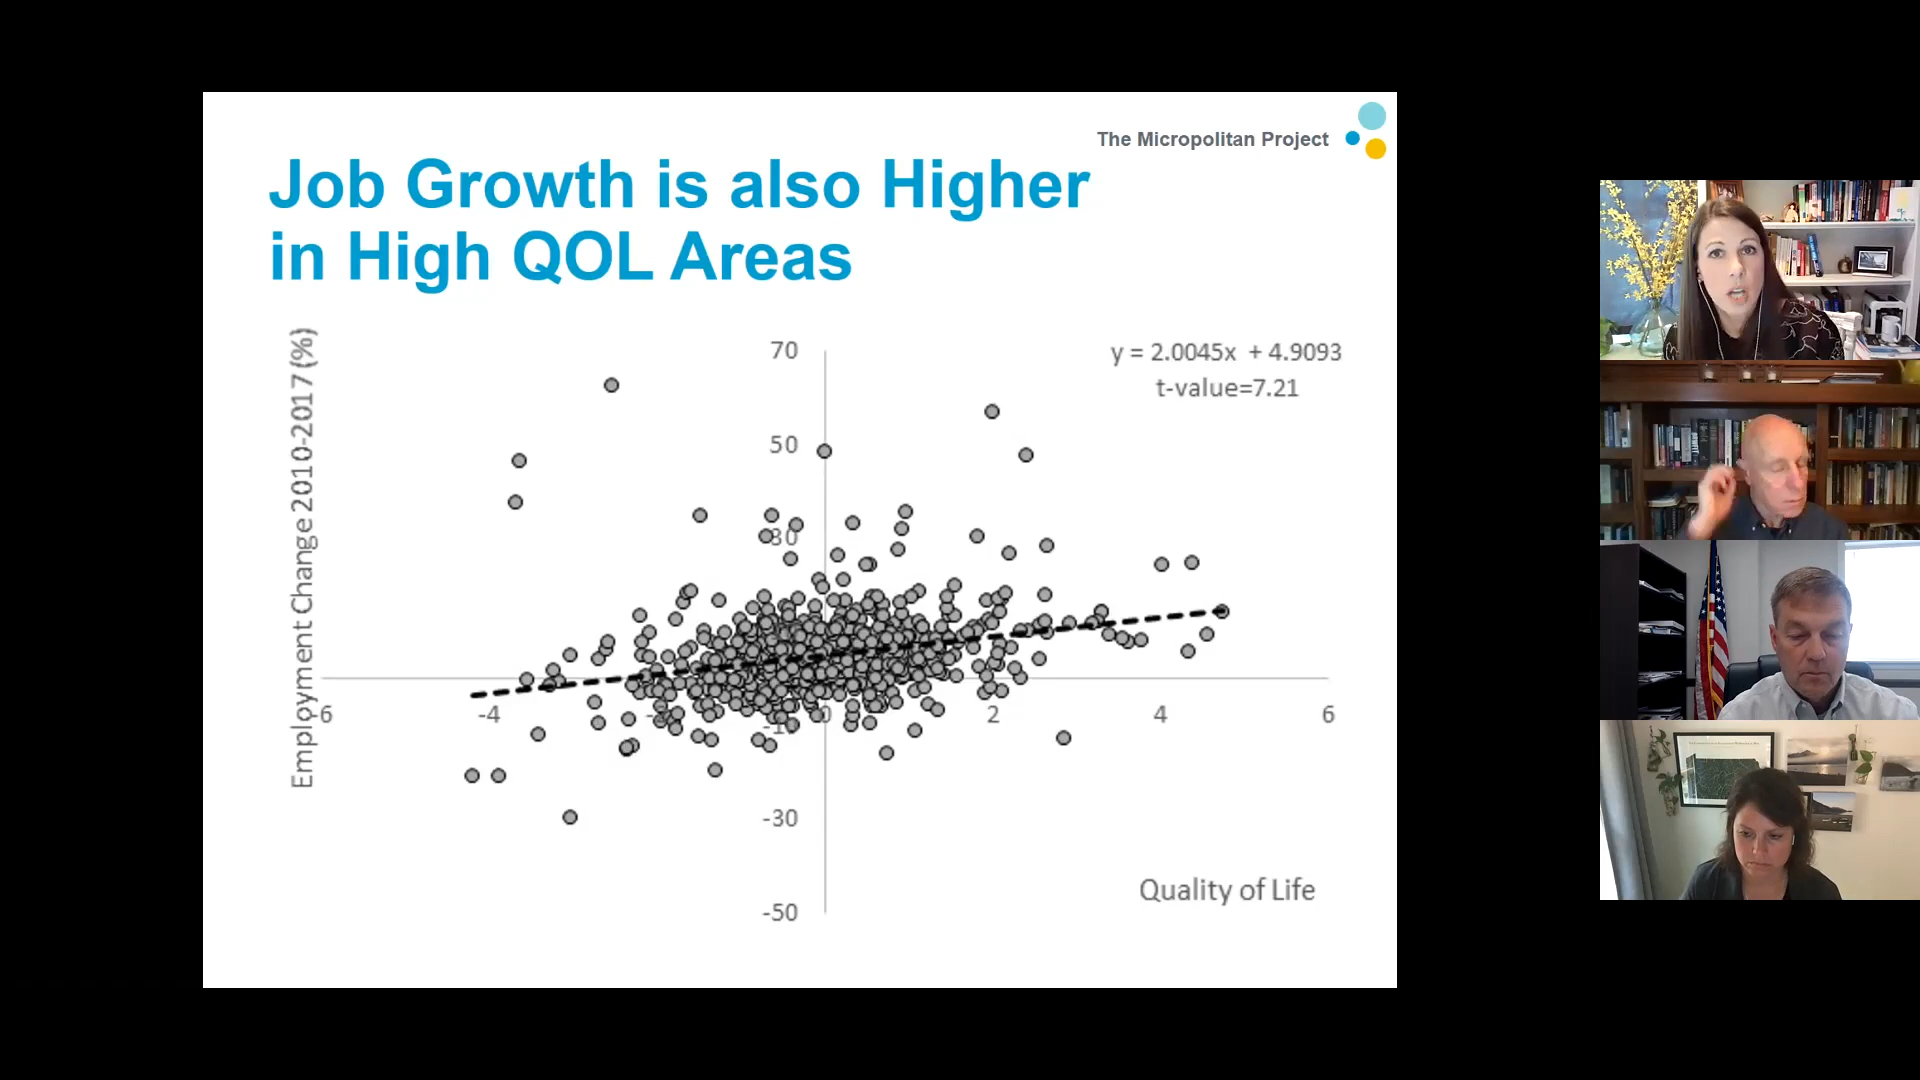 The Micropolitan Project
Job Growth is also Higher
in High QOL Areas
Employment Change 2010-2017 (%)
y = 2.0045x + 4.9093
t-value=7.21
70
50
30
-10
-30
-50
-6
-4
0
2
4
6
Quality of Life